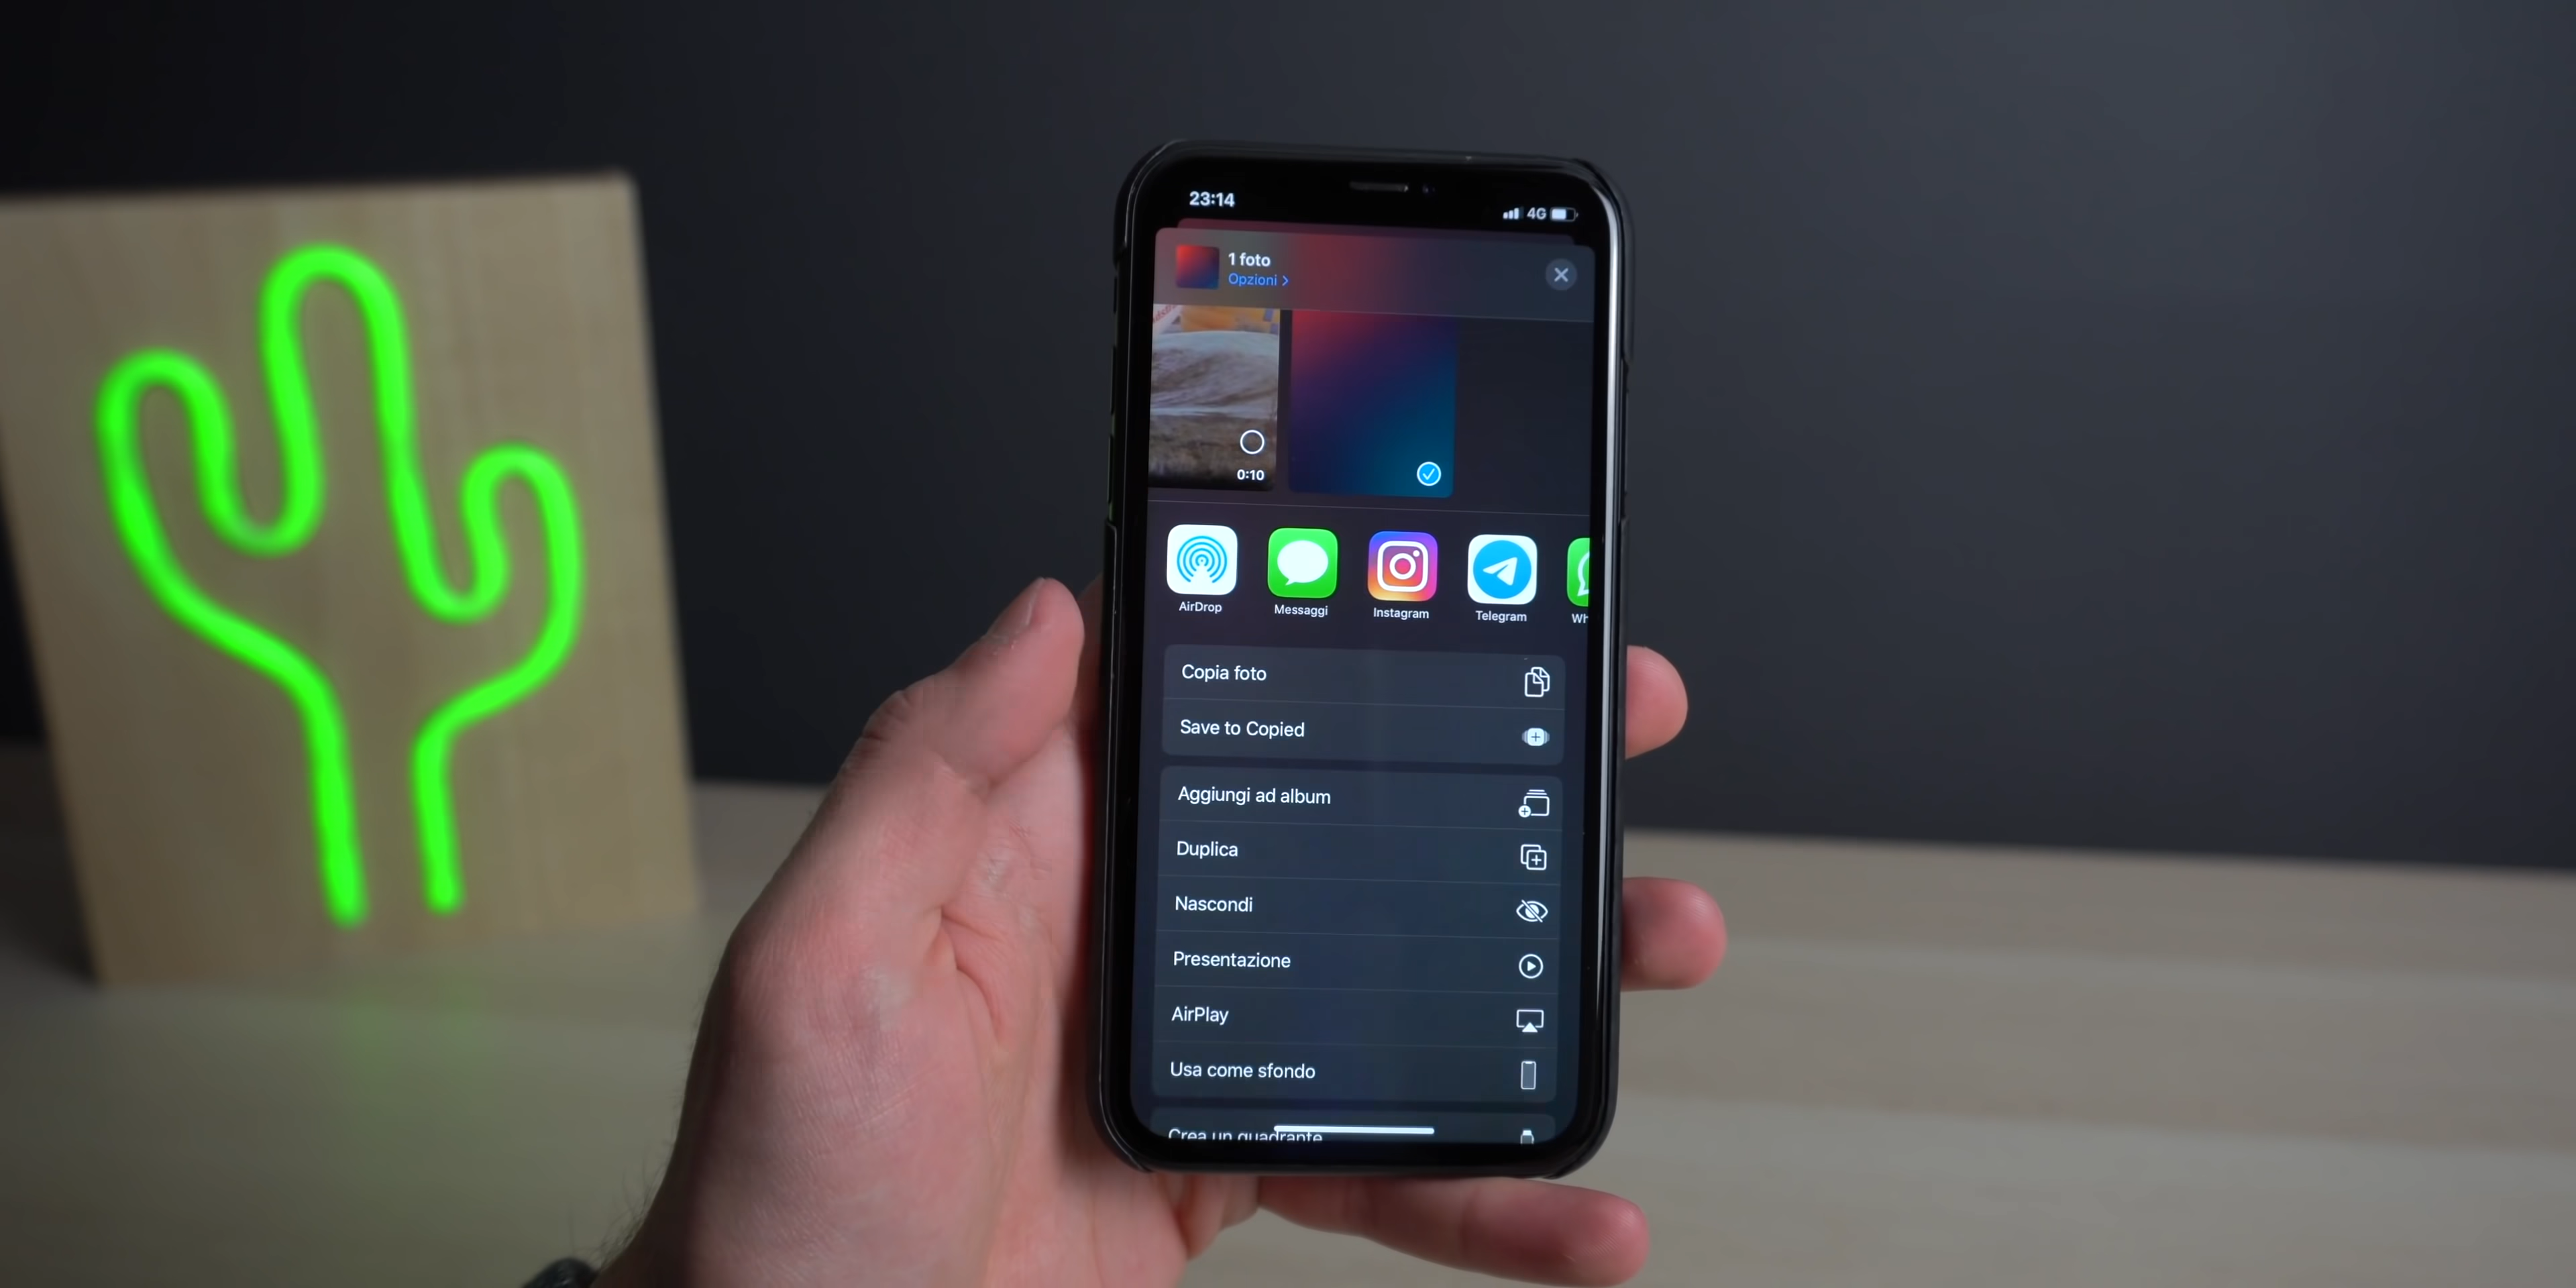 23:14
4G
1 foto
Opzioni >
0:10
AirDrop
Messaggi
Instagram
Telegram
Wh
Copia foto
Save to Copied
Aggiungi ad album
Duplica
Nascondi
Presentazione
AirPlay
Usa come sfondo
Crea un quadrante